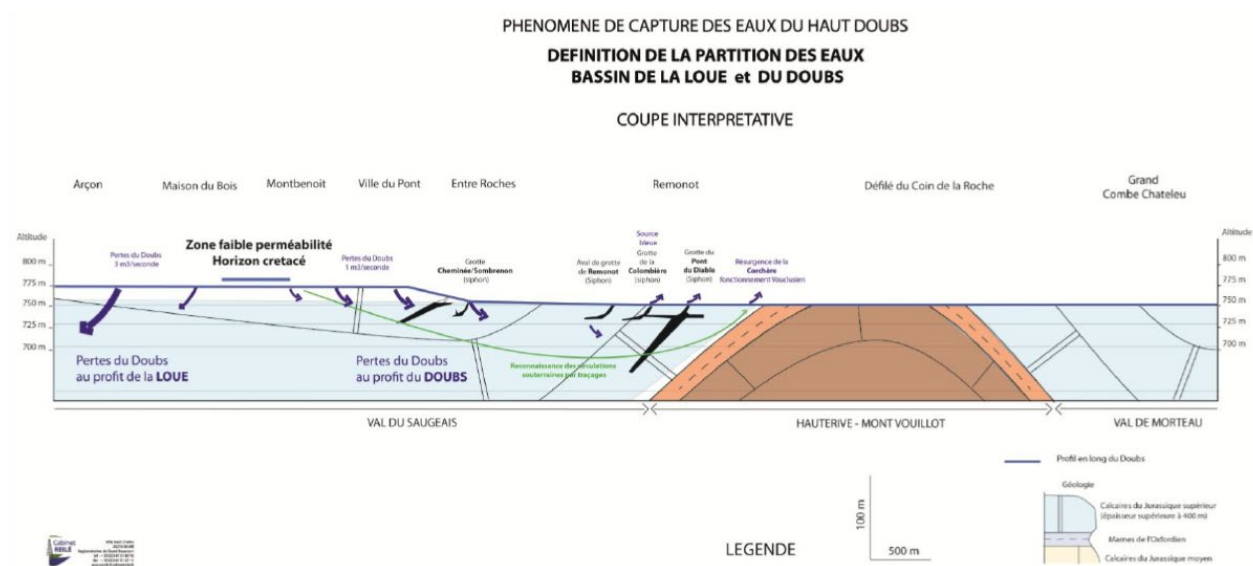 PHENOMENE DE CAPTURE DES EAUX DU HAUT DOUBS
DEFINITION DE LA PARTITION DES EAUX
BASSIN DE LA LOUE et DU DOUBS
COUPE INTERPRETATIVE
Arçon
Maison du Bois
Montbenoit
Ville du Pont
Entre Roches
Remonot
Défilé du Coin de la Roche
Grand
Combe Chateleu
Altitude
800 m
775 m
750 m
725 m
700 m
Pertes du Doubs
3 m3/seconde
Zone faible perméabilité
Horizon cretacé
Pertes du Doubs
1 m3/seconde
Grotte
Cheminée/Sombrenon
(siphon)
Aval de grotte
de Remonot
(Siphon)
Source
bleue
Grotte
de la
Colombière
(siphon)
Grotte du
Pont
du Diable
(Siphon)
Résurgence de la
Coschère
fonctionnement Vauclusien
Altitude
800 m
775 m
750 m
725 m
700 m
Pertes du Doubs
au profit de la LOUE
Pertes du Doubs
au profit du DOUBS
Reconnaissance des circulations
souterraines par traçages
VAL DU SAUGEAIS
HAUTERIVE - MONT VOUILLOT
VAL DE MORTEAU
Profil en long du Doubs
Géologie
Calcaires du Jurassique supérieur
(épaisseur supérieure à 400 m)
Marnes de l'Oxfordien
Calcaires du Jurassique moyen
100 m
500 m
LEGENDE
Cabinet
REILÉ